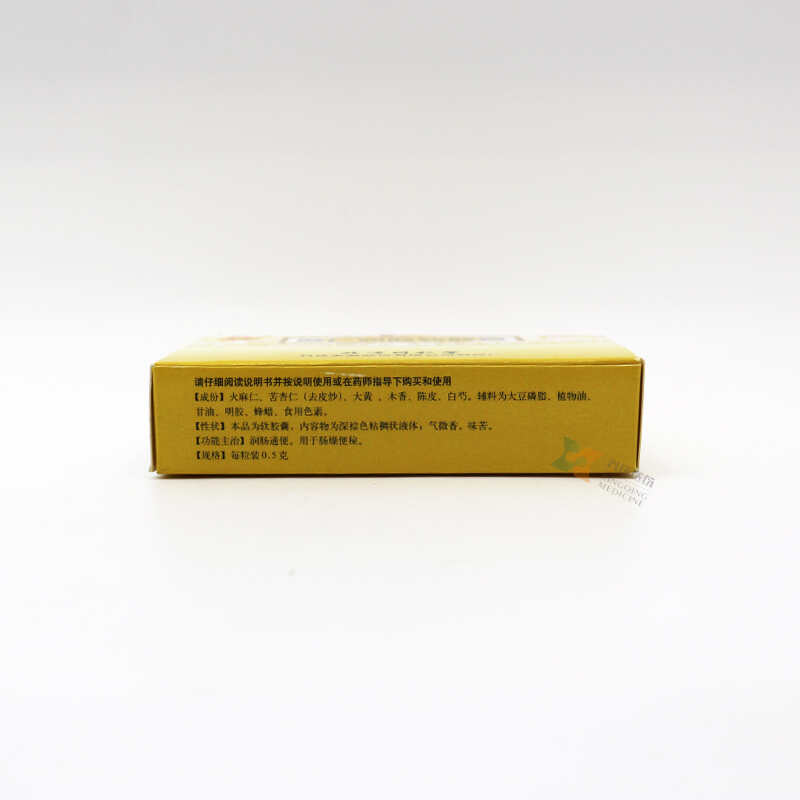 请仔细阅读说明书并按说明使用或在药师指导下购买和使用
【成份】火麻仁、苦杏仁（去皮炒）、大黄 、木香、陈皮、白芍。辅料为大豆磷脂、植物油、
甘油、明胶、蜂蜡、食用色素。
【性状】本品为软胶囊，内容物为深棕色粘稠状液体；气微香、味苦。
【功能主治】润肠通便。用于肠燥便秘。
【规格】每粒装0.5克
MEDICINE